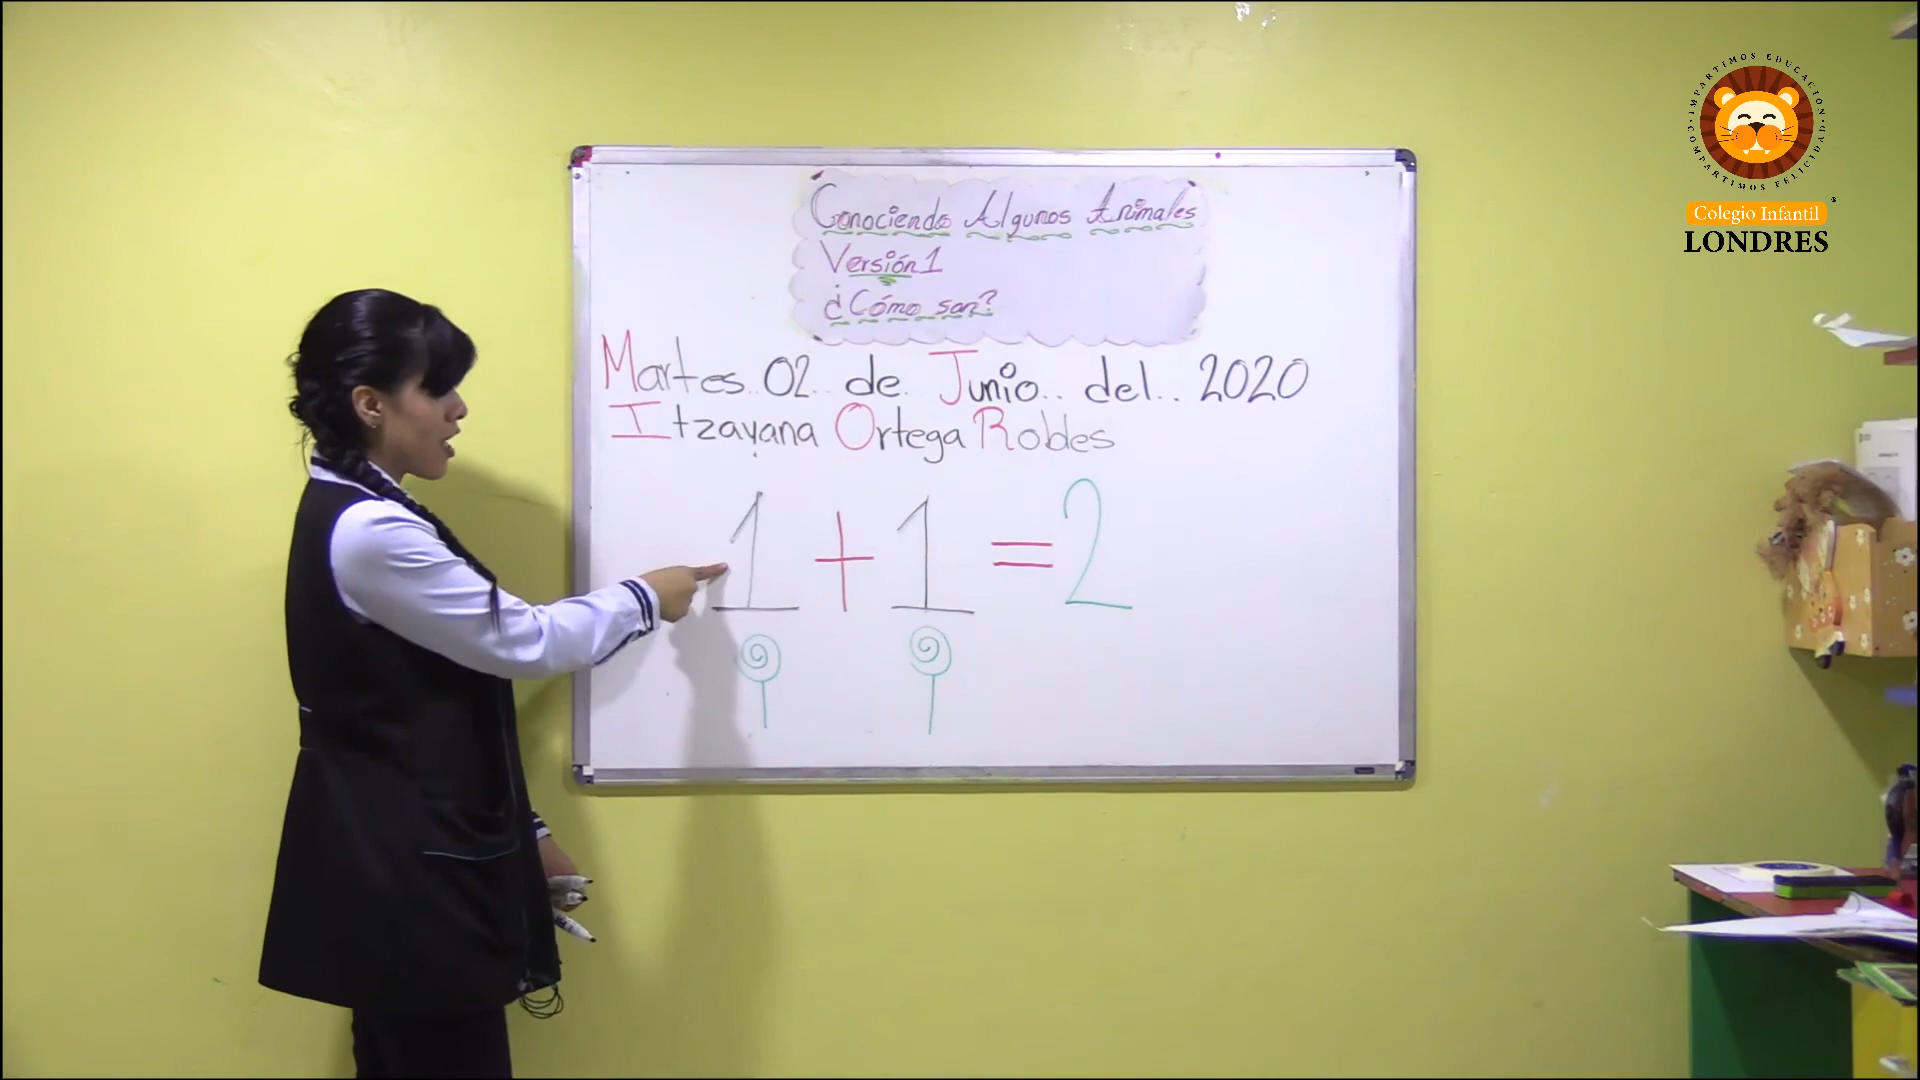 Conociendo Algunos Animales
Versión 1
¿Cómo son?
Martes 02 de Junio del 2020
Itzayana Ortega Robles
1 + 1 = 2
IMPARTIMOS EDUCACION · COMPARTIMOS FELICIDAD ·
Colegio Infantil
LONDRES